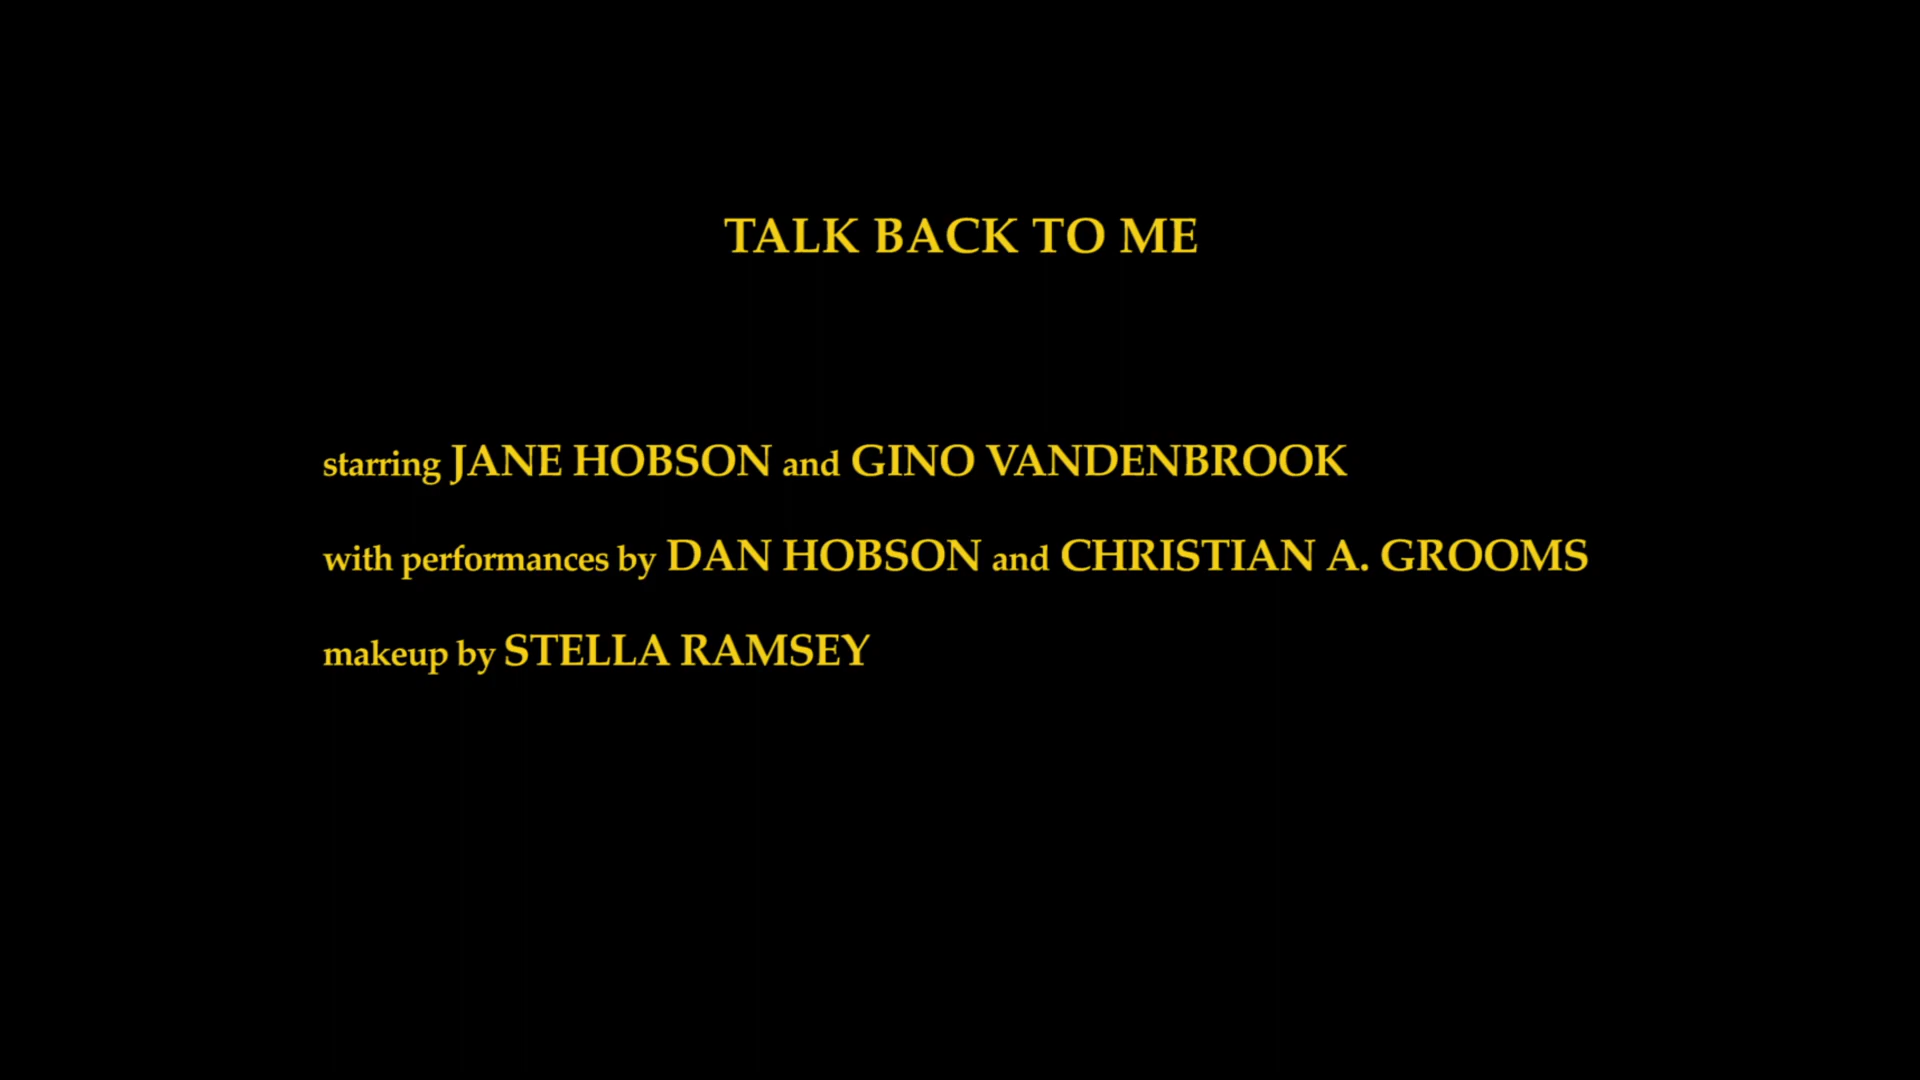 TALK BACK TO ME
starring JANE HOBSON and GINO VANDENBROOK
with performances by DAN HOBSON and CHRISTIAN A. GROOMS
makeup by STELLA RAMSEY